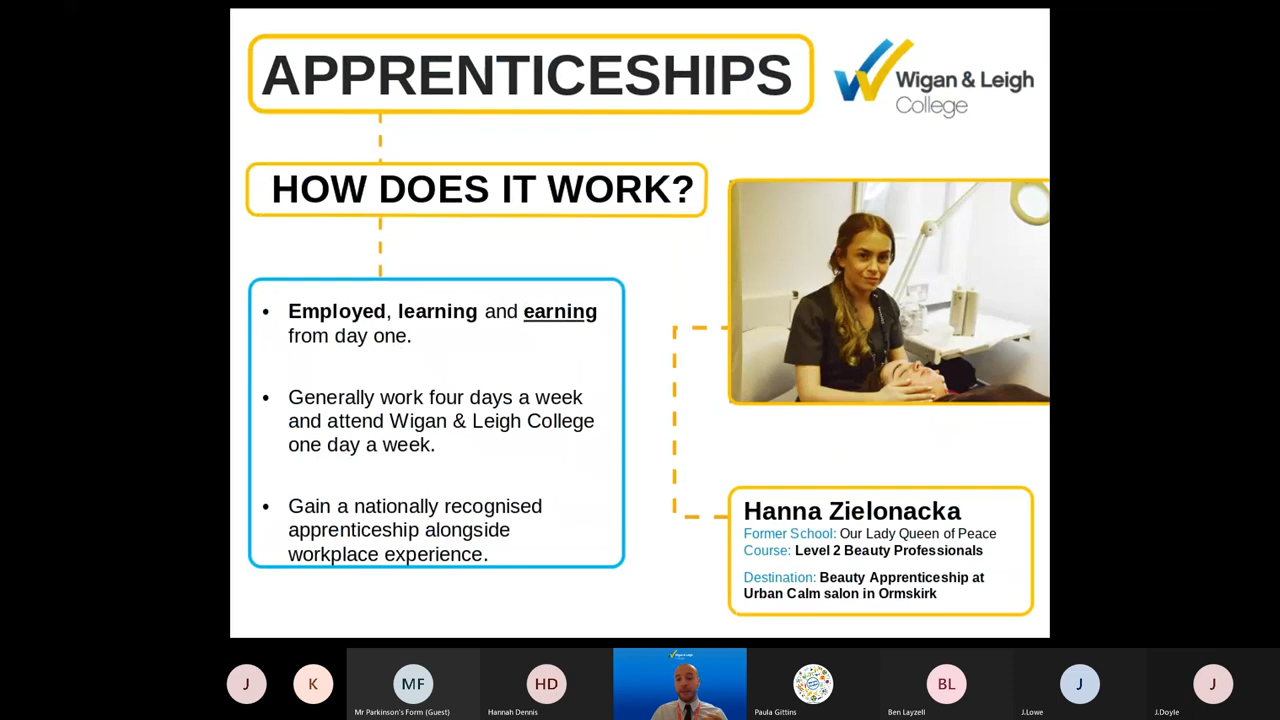 APPRENTICESHIPS
Wigan & Leigh
College
HOW DOES IT WORK?
• Employed, learning and earning
from day one.
• Generally work four days a week
and attend Wigan & Leigh College
one day a week.
• Gain a nationally recognised
apprenticeship alongside
workplace experience.
Hanna Zielonacka
Former School: Our Lady Queen of Peace
Course: Level 2 Beauty Professionals
Destination: Beauty Apprenticeship at
Urban Calm salon in Ormskirk
J
K
MF
Mr Parkinson's Form (Guest)
HD
Hannah Dennis
Wigan & Leigh
College
Paula Gittins
BL
Ben Layzell
J
J.Lowe
J
J.Doyle